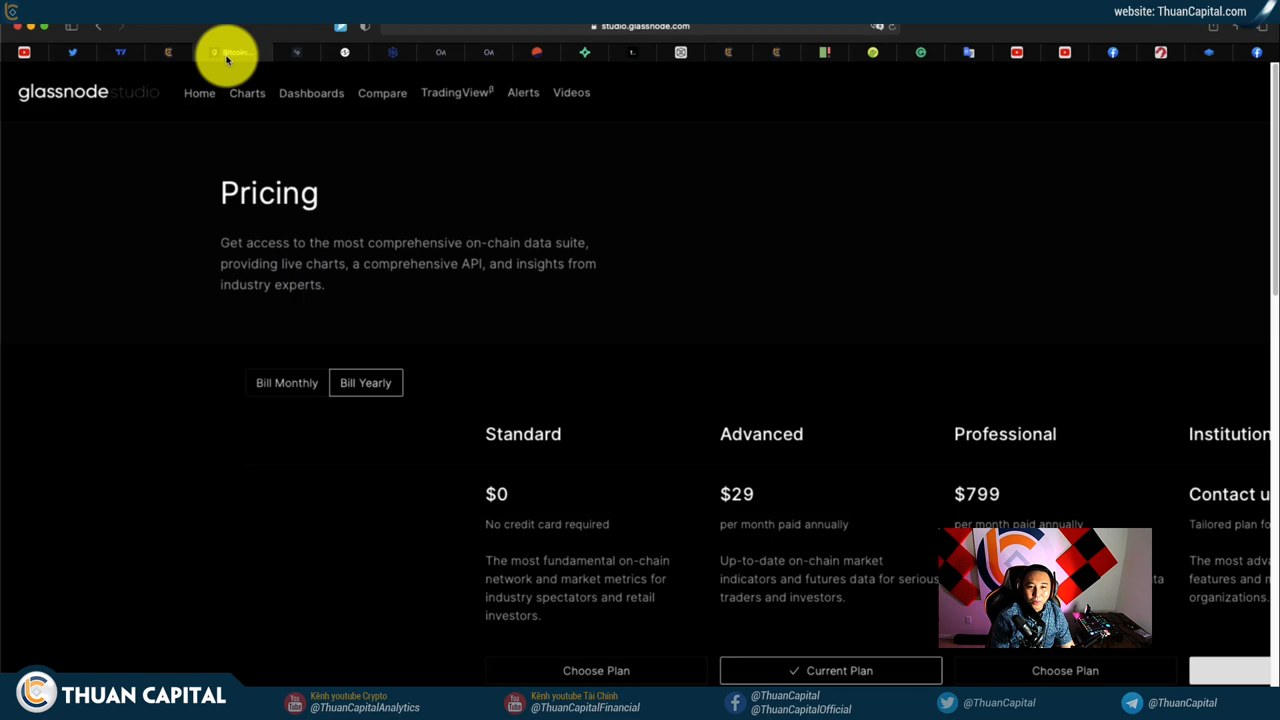 website: ThuanCapital.com
studio.glassnode.com
Bitcoin:
glassnodestudio
Home
Charts
Dashboards
Compare
TradingViewβ
Alerts
Videos
Pricing
Get access to the most comprehensive on-chain data suite,
providing live charts, a comprehensive API, and insights from
industry experts.
Bill Monthly
Bill Yearly
Standard
Advanced
Professional
Institution
$0
$29
$799
Contact u
No credit card required
per month paid annually
per month paid annually
Tailored plan fo
The most fundamental on-chain
network and market metrics for
industry spectators and retail
investors.
Up-to-date on-chain market
indicators and futures data for serious
traders and investors.
The most adva
features and m
organizations.
Choose Plan
Current Plan
Choose Plan
THUAN CAPITAL
Kênh youtube Crypto
@ThuanCapitalAnalytics
Kênh youtube Tài Chính
@ThuanCapitalFinancial
@ThuanCapital
@ThuanCapitalOfficial
@ThuanCapital
@ThuanCapital